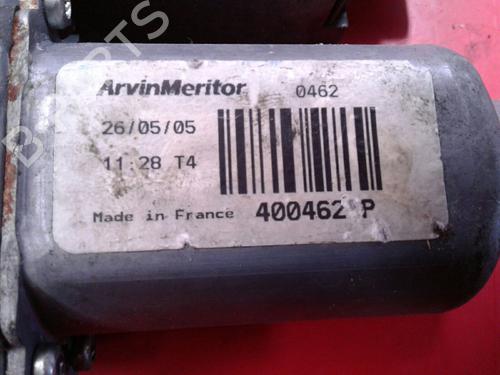 ArvinMeritor 0462
26/05/05
11:28 T4
Made in France 400462 P